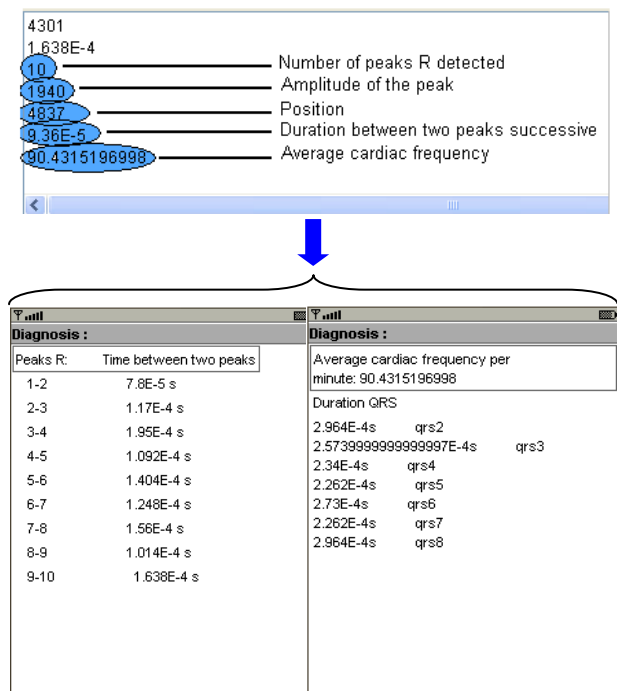 4301
1.638E-4
10 Number of peaks R detected
1940 Amplitude of the peak
4837 Position
9.36E-5 Duration between two peaks successive
90.4315196998 Average cardiac frequency
Diagnosis :
Peaks R: Time between two peaks
1-2 7.8E-5 s
2-3 1.17E-4 s
3-4 1.95E-4 s
4-5 1.092E-4 s
5-6 1.404E-4 s
6-7 1.248E-4 s
7-8 1.56E-4 s
8-9 1.014E-4 s
9-10 1.638E-4 s
Diagnosis :
Average cardiac frequency per
minute: 90.4315196998
Duration QRS
2.964E-4s qrs2
2.5739999999999997E-4s qrs3
2.34E-4s qrs4
2.262E-4s qrs5
2.73E-4s qrs6
2.262E-4s qrs7
2.964E-4s qrs8